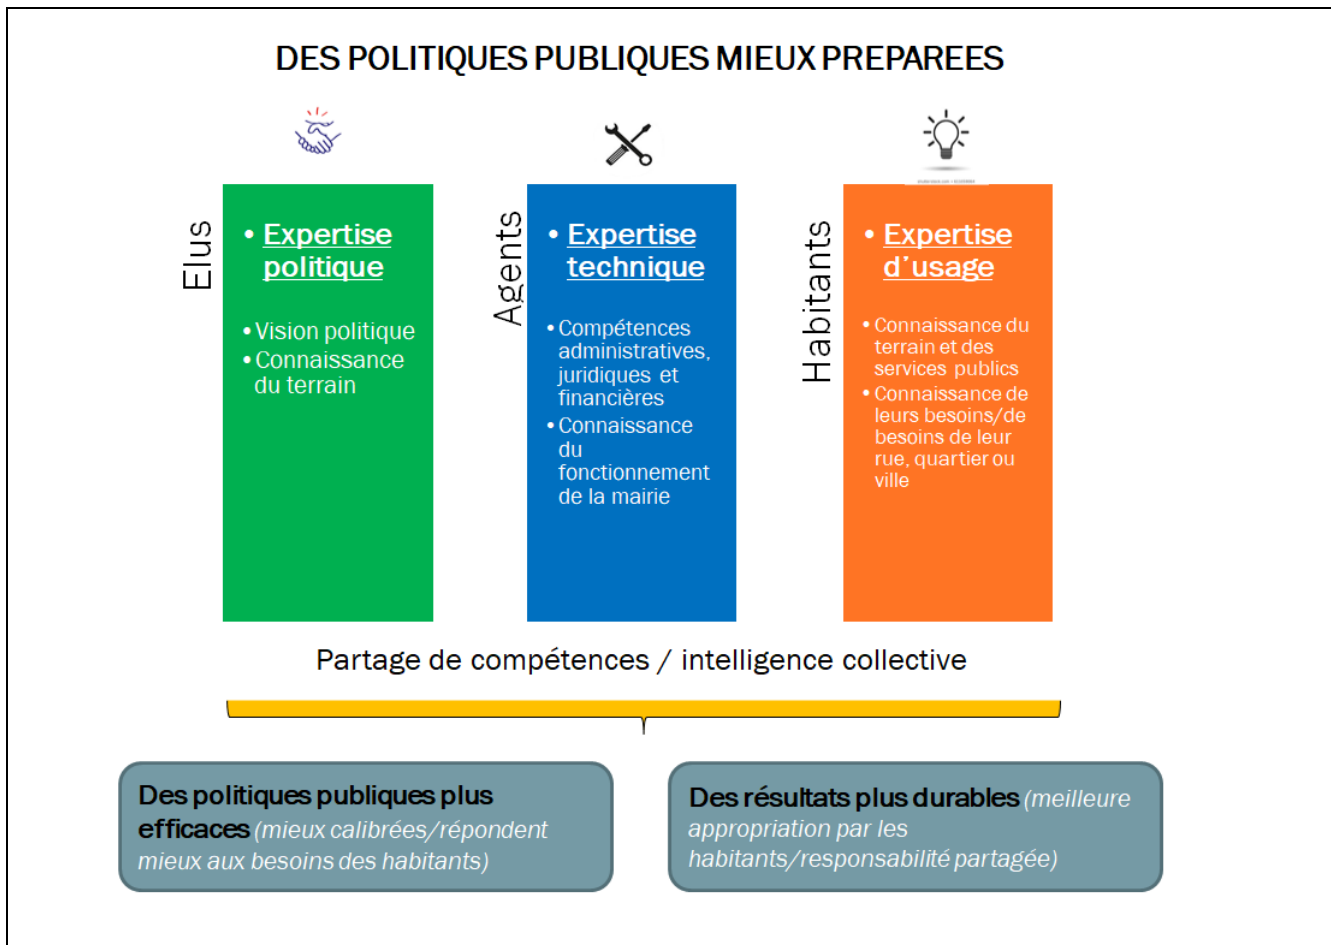 DES POLITIQUES PUBLIQUES MIEUX PREPAREES
Elus
• Expertise
politique
• Vision politique
• Connaissance
du terrain
Agents
• Expertise
technique
• Compétences
administratives,
juridiques et
financières
• Connaissance
du
fonctionnement
de la mairie
Habitants
• Expertise
d'usage
• Connaissance du
terrain et des
services publics
• Connaissance de
leurs besoins/de
besoins de leur
rue, quartier ou
ville
Partage de compétences / intelligence collective
Des politiques publiques plus
efficaces (mieux calibrées/répondent
mieux aux besoins des habitants)
Des résultats plus durables (meilleure
appropriation par les
habitants/responsabilité partagée)